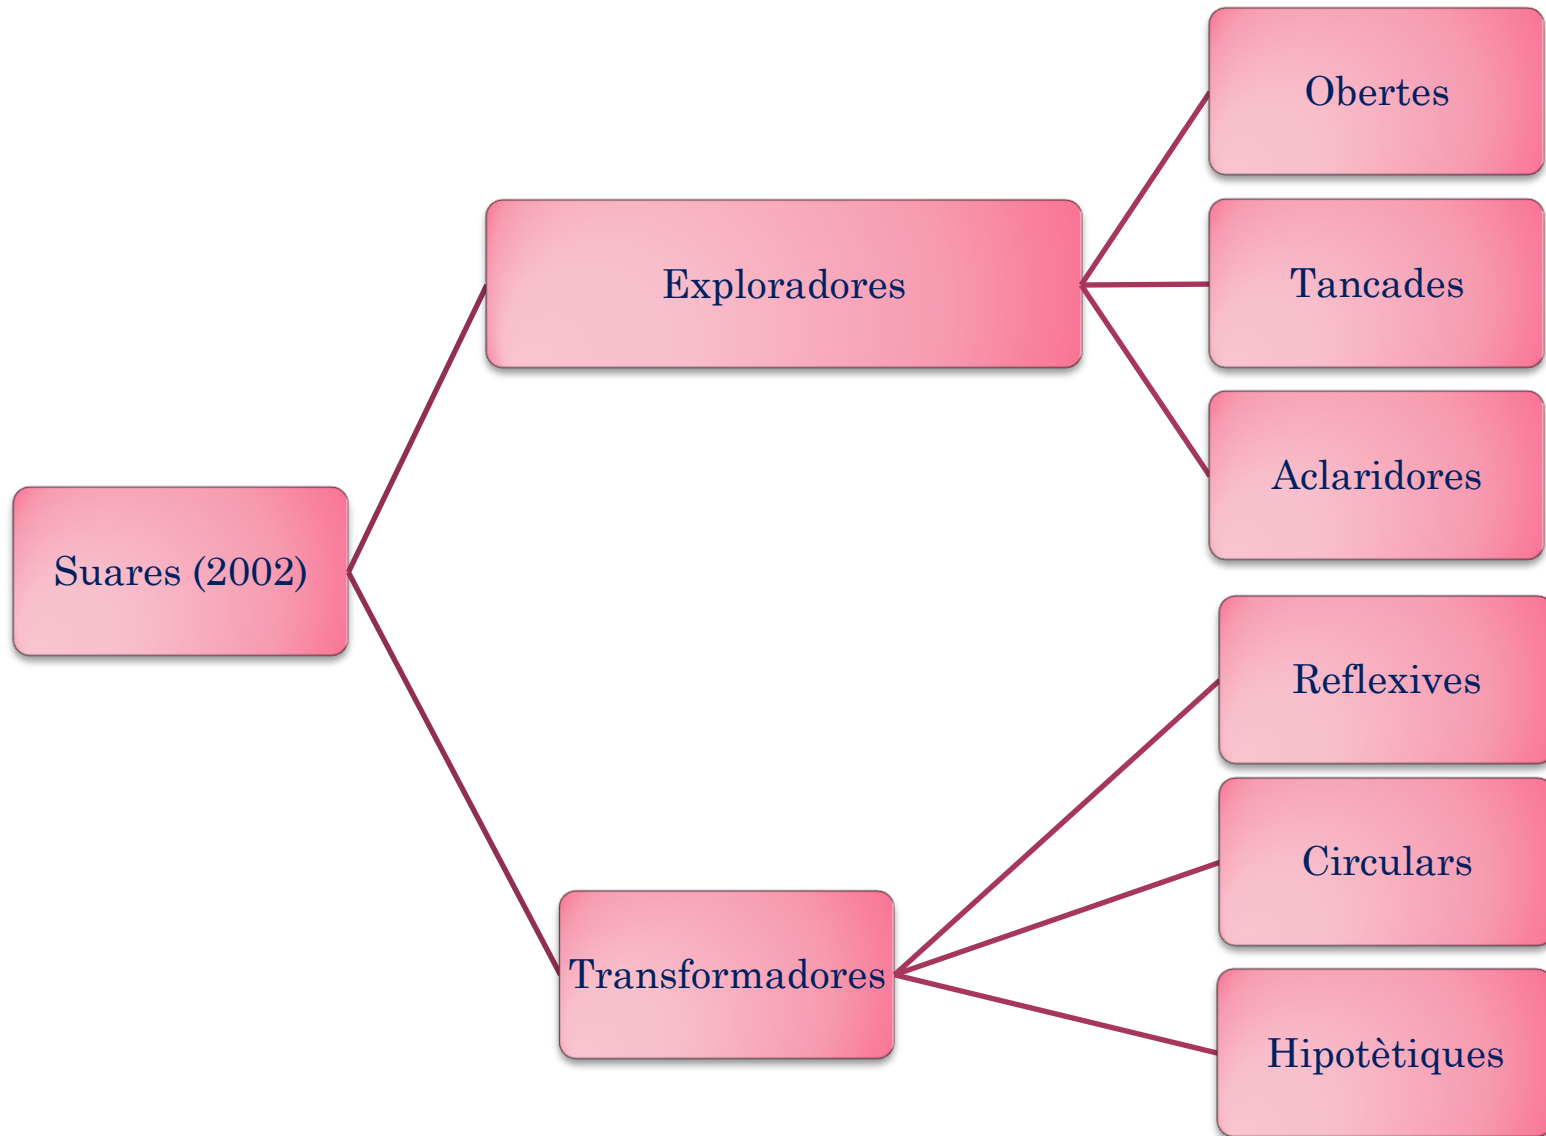 Suares (2002)
Exploradores
Obertes
Tancades
Aclaridores
Transformadores
Reflexives
Circulars
Hipotètiques